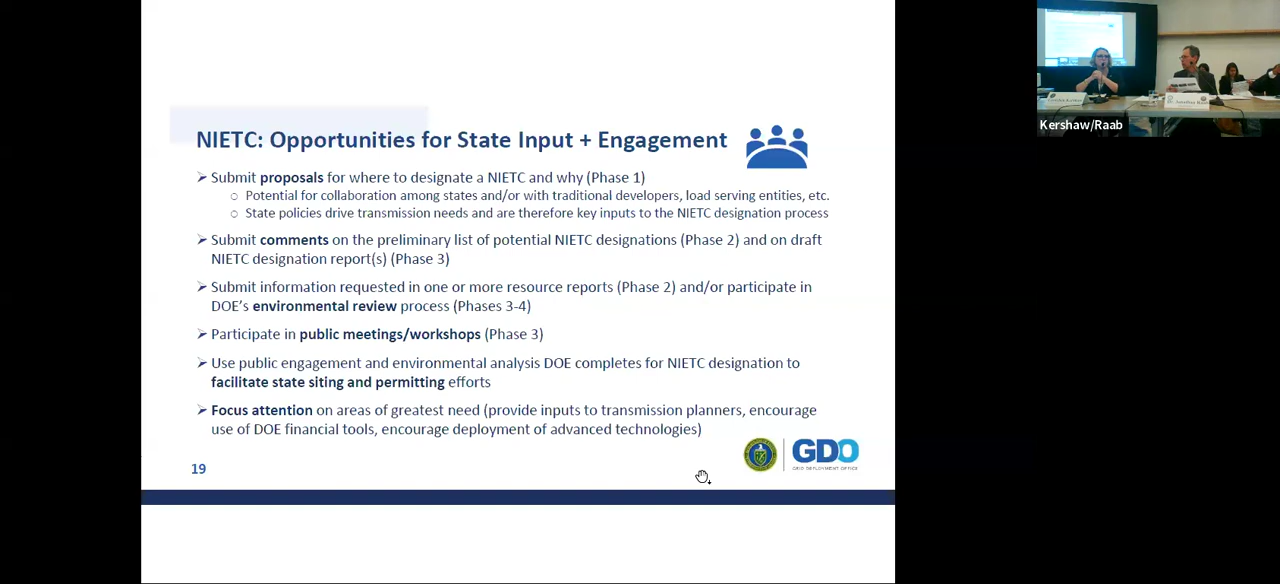 NIETC: Opportunities for State Input + Engagement
➢ Submit proposals for where to designate a NIETC and why (Phase 1)
○ Potential for collaboration among states and/or with traditional developers, load serving entities, etc.
○ State policies drive transmission needs and are therefore key inputs to the NIETC designation process
➢ Submit comments on the preliminary list of potential NIETC designations (Phase 2) and on draft
NIETC designation report(s) (Phase 3)
➢ Submit information requested in one or more resource reports (Phase 2) and/or participate in
DOE's environmental review process (Phases 3-4)
➢ Participate in public meetings/workshops (Phase 3)
➢ Use public engagement and environmental analysis DOE completes for NIETC designation to
facilitate state siting and permitting efforts
➢ Focus attention on areas of greatest need (provide inputs to transmission planners, encourage
use of DOE financial tools, encourage deployment of advanced technologies)
19
GDO
GRID DEPLOYMENT OFFICE
Kershaw/Raab